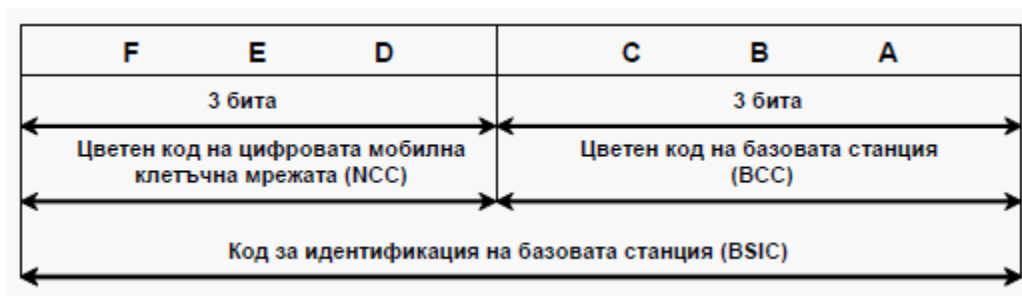 F E D C B A
3 бита 3 бита
Цветен код на цифровата мобилна
клетъчна мрежата (NCC)
Цветен код на базовата станция
(BCC)
Код за идентификация на базовата станция (BSIC)